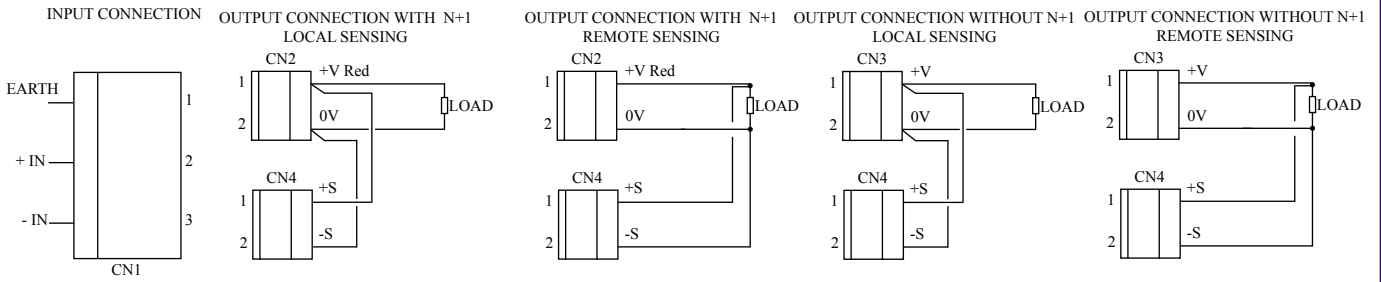 INPUT CONNECTION
EARTH
1
+ IN
2
- IN
3
CN1
OUTPUT CONNECTION WITH N+1
LOCAL SENSING
CN2
+V Red
1
LOAD
0V
2
CN4
+S
1
-S
2
OUTPUT CONNECTION WITH N+1
REMOTE SENSING
CN2
+V Red
1
LOAD
0V
2
CN4
+S
1
-S
2
OUTPUT CONNECTION WITHOUT N+1
LOCAL SENSING
CN3
+V
1
LOAD
0V
2
CN4
+S
1
-S
2
OUTPUT CONNECTION WITHOUT N+1
REMOTE SENSING
CN3
+V
1
LOAD
0V
2
CN4
+S
1
-S
2